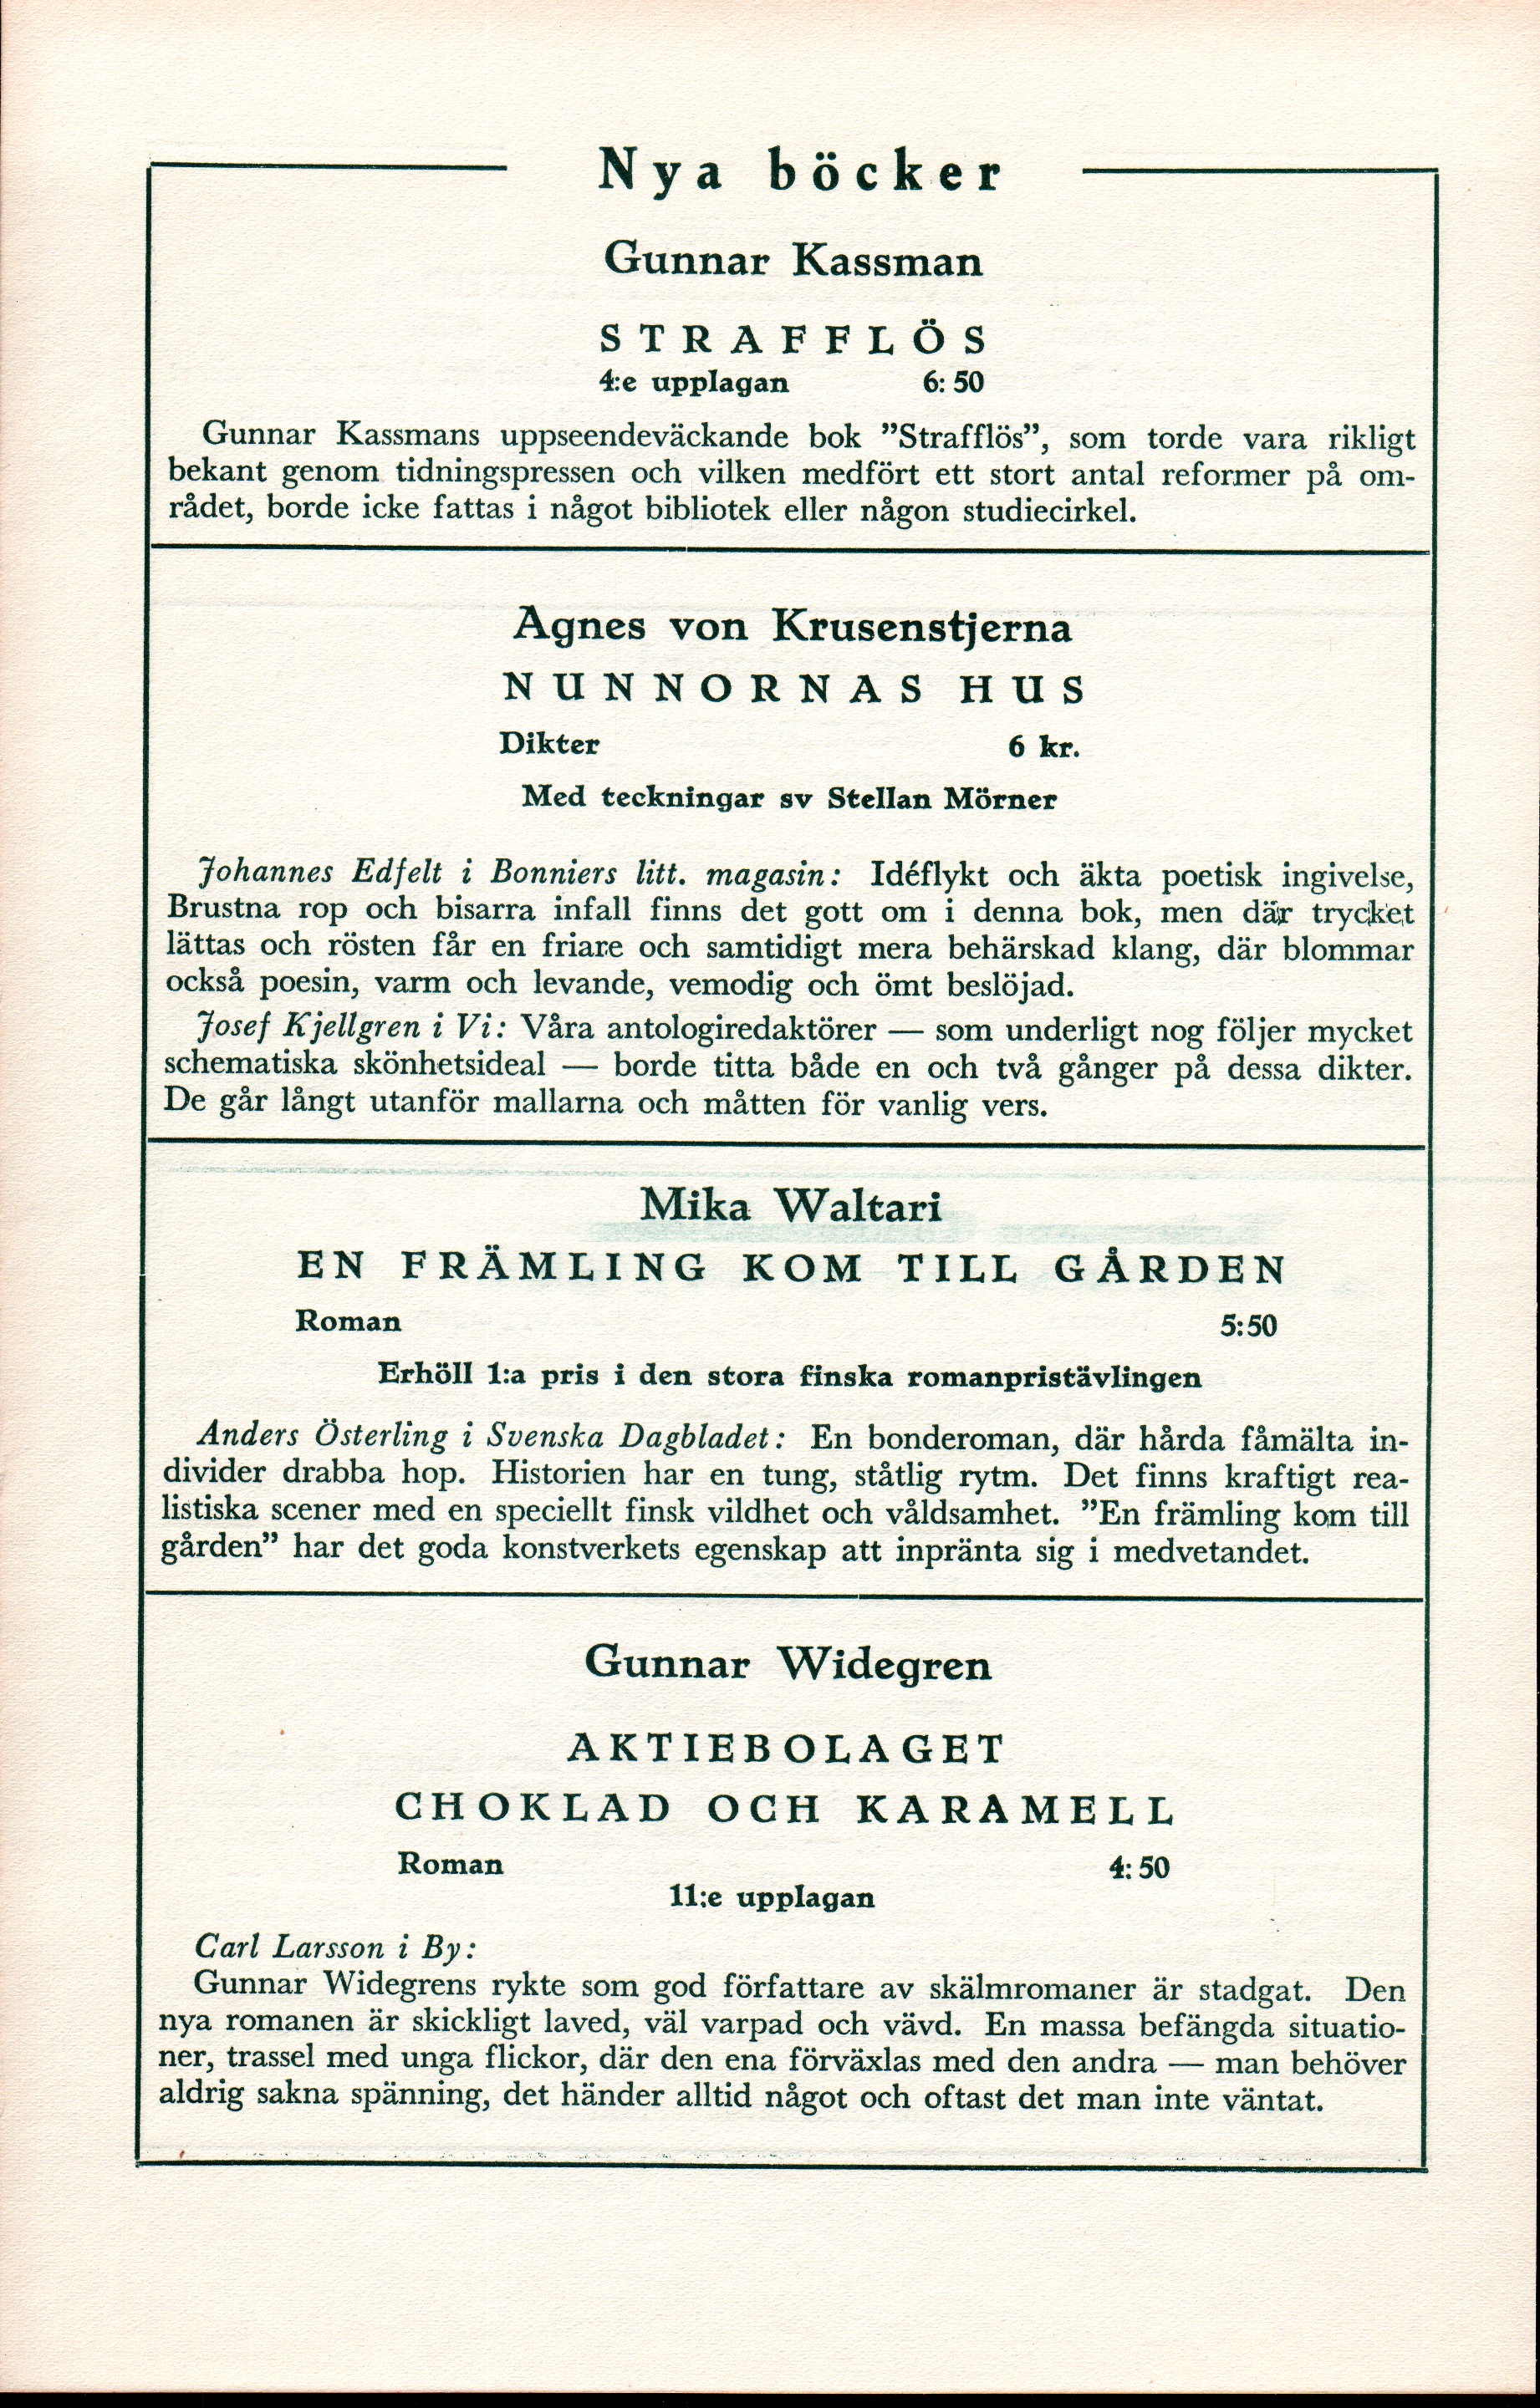 Nya böcker
Gunnar Kassman
STRAFFLÖS
4:e upplagan 6:50
Gunnar Kassmans uppseendeväckande bok ”Strafflös”, som torde vara rikligt
bekant genom tidningspressen och vilken medfört ett stort antal reformer på om-
rådet, borde icke fattas i något bibliotek eller någon studiecirkel.
Agnes von Krusenstjerna
NUNNORNAS HUS
Dikter 6 kr.
Med teckningar sv Stellan Mörner
Johannes Edfelt i Bonniers litt. magasin: Idéflykt och äkta poetisk ingivelse,
Brustna rop och bisarra infall finns det gott om i denna bok, men där trycket
lättas och rösten får en friare och samtidigt mera behärskad klang, där blommar
också poesin, varm och levande, vemodig och ömt beslöjad.
Josef Kjellgren i Vi: Våra antologiredaktörer — som underligt nog följer mycket
schematiska skönhetsideal — borde titta både en och två gånger på dessa dikter.
De går långt utanför mallarna och måtten för vanlig vers.
Mika Waltari
EN FRÄMLING KOM TILL GÅRDEN
Roman 5:50
Erhöll 1:a pris i den stora finska romanpristävlingen
Anders Österling i Svenska Dagbladet: En bonderoman, där hårda fåmälta in-
divider drabba hop. Historien har en tung, ståtlig rytm. Det finns kraftigt rea-
listiska scener med en speciellt finsk vildhet och våldsamhet. ”En främling kom till
gården” har det goda konstverkets egenskap att inpränta sig i medvetandet.
Gunnar Widegren
AKTIEBOLAGET
CHOKLAD OCH KARAMELL
Roman 4:50
11:e upplagan
Carl Larsson i By:
Gunnar Widegrens rykte som god författare av skälmromaner är stadgat. Den
nya romanen är skickligt laved, väl varpad och vävd. En massa befängda situatio-
ner, trassel med unga flickor, där den ena förväxlas med den andra — man behöver
aldrig sakna spänning, det händer alltid något och oftast det man inte väntat.